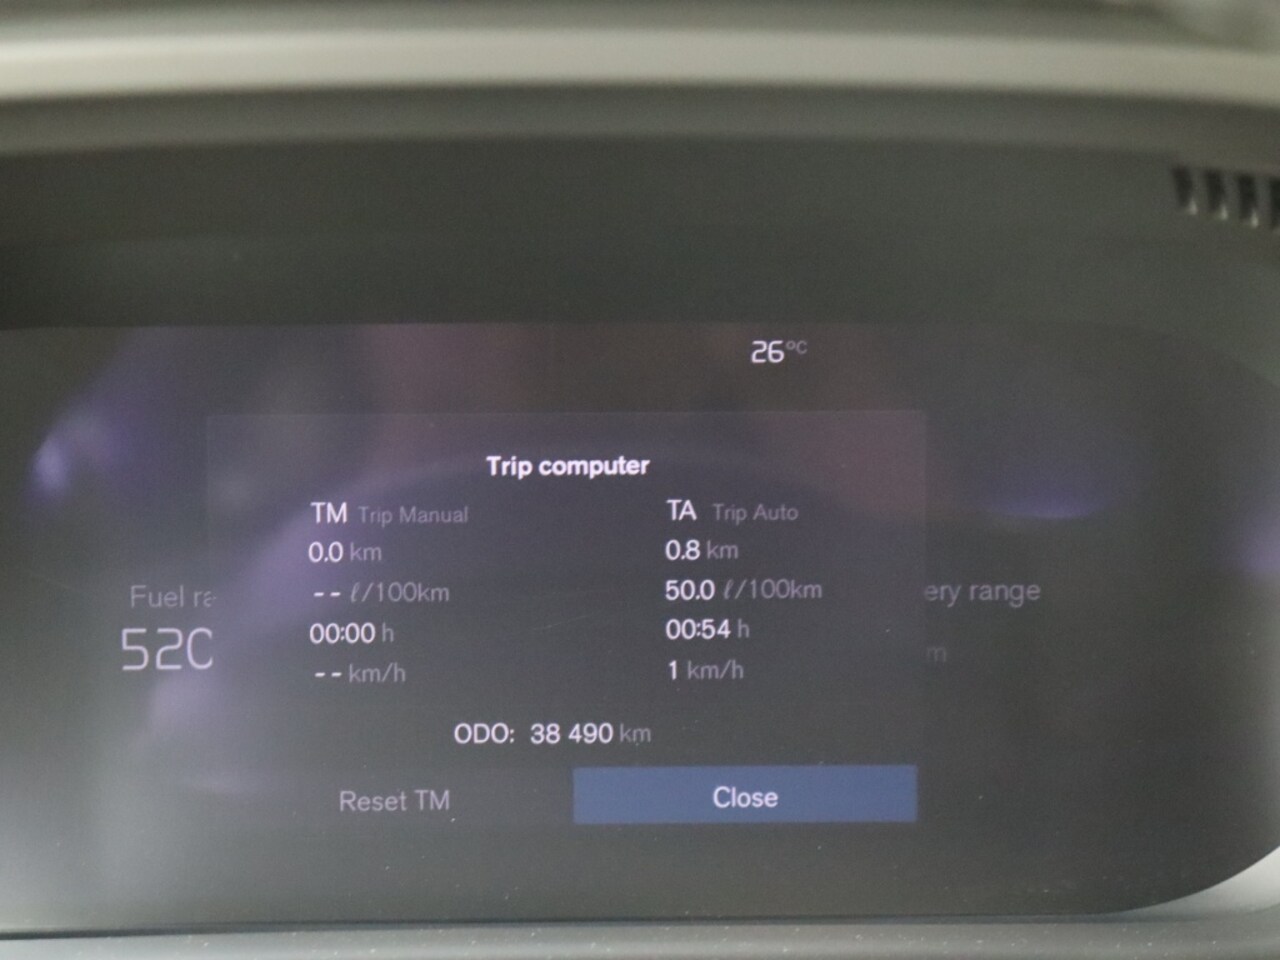 26°C
Trip computer
TM Trip Manual
0.0 km
-- ℓ/100km
00:00 h
-- km/h
TA Trip Auto
0.8 km
50.0 ℓ/100km
00:54 h
1 km/h
Fuel ra
520
ery range
m
ODO: 38 490 km
Reset TM
Close